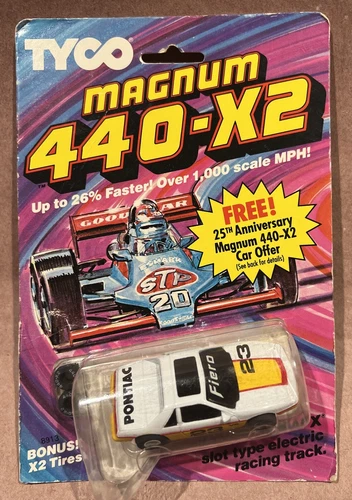 TYCO
MAGNUM
440-X2
™
Up to 26% Faster! Over 1,000 scale MPH!
GOODYEAR
FREE!
25TH Anniversary
Magnum 440-X2
Car Offer
(See back for details)
STP
20
PONTIAC
Fiero
23
BONUS!
X2 Tires
slot type electric
racing track.